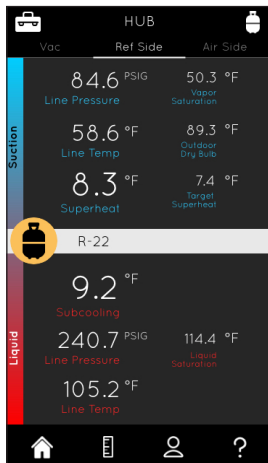 HUB
Vac Ref Side Air Side
84.6 PSIG 50.3 °F
Line Pressure Vapor Saturation
58.6 °F 89.3 °F
Line Temp Outdoor Dry Bulb
8.3 °F 7.4 °F
Superheat Target Superheat
Suction
R-22
9.2 °F
Subcooling
240.7 PSIG 114.4 °F
Line Pressure Liquid Saturation
105.2 °F
Line Temp
Liquid
?